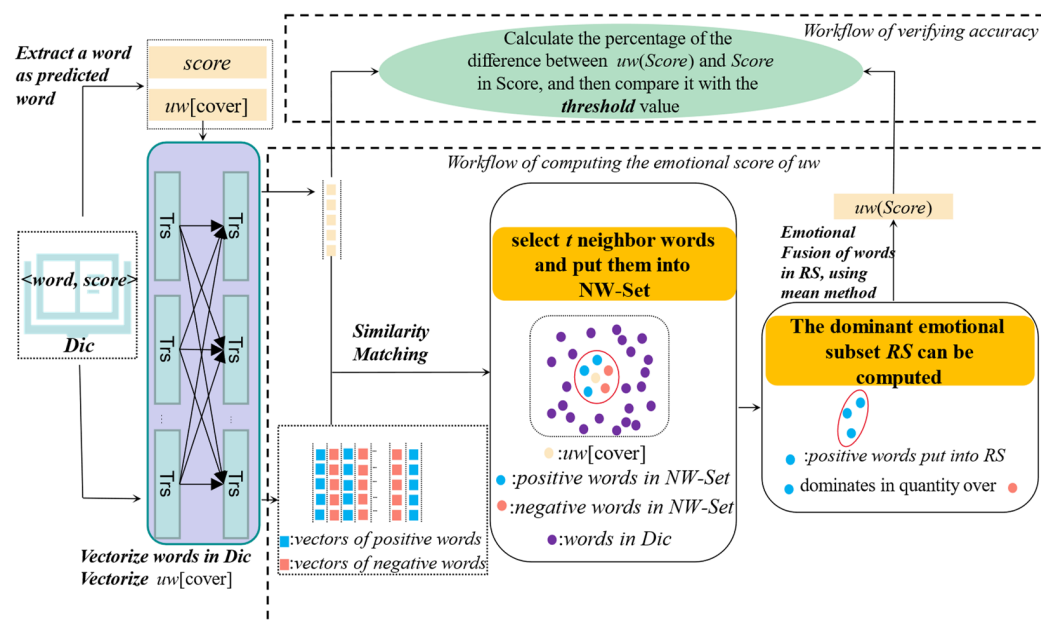 Extract a word
as predicted
word
score
uw[cover]
Workflow of verifying accuracy
Calculate the percentage of the
difference between uw(Score) and Score
in Score, and then compare it with the
threshold value
Workflow of computing the emotional score of uw
Trs
Trs
Trs
Trs
...
...
Trs
Trs
<word, score>
Dic
Vectorize words in Dic
Vectorize uw[cover]
Similarity
Matching
:vectors of positive words
:vectors of negative words
select t neighbor words
and put them into
NW-Set
:uw[cover]
:positive words in NW-Set
:negative words in NW-Set
:words in Dic
uw(Score)
Emotional
Fusion of words
in RS, using
mean method
The dominant emotional
subset RS can be
computed
:positive words put into RS
dominates in quantity over